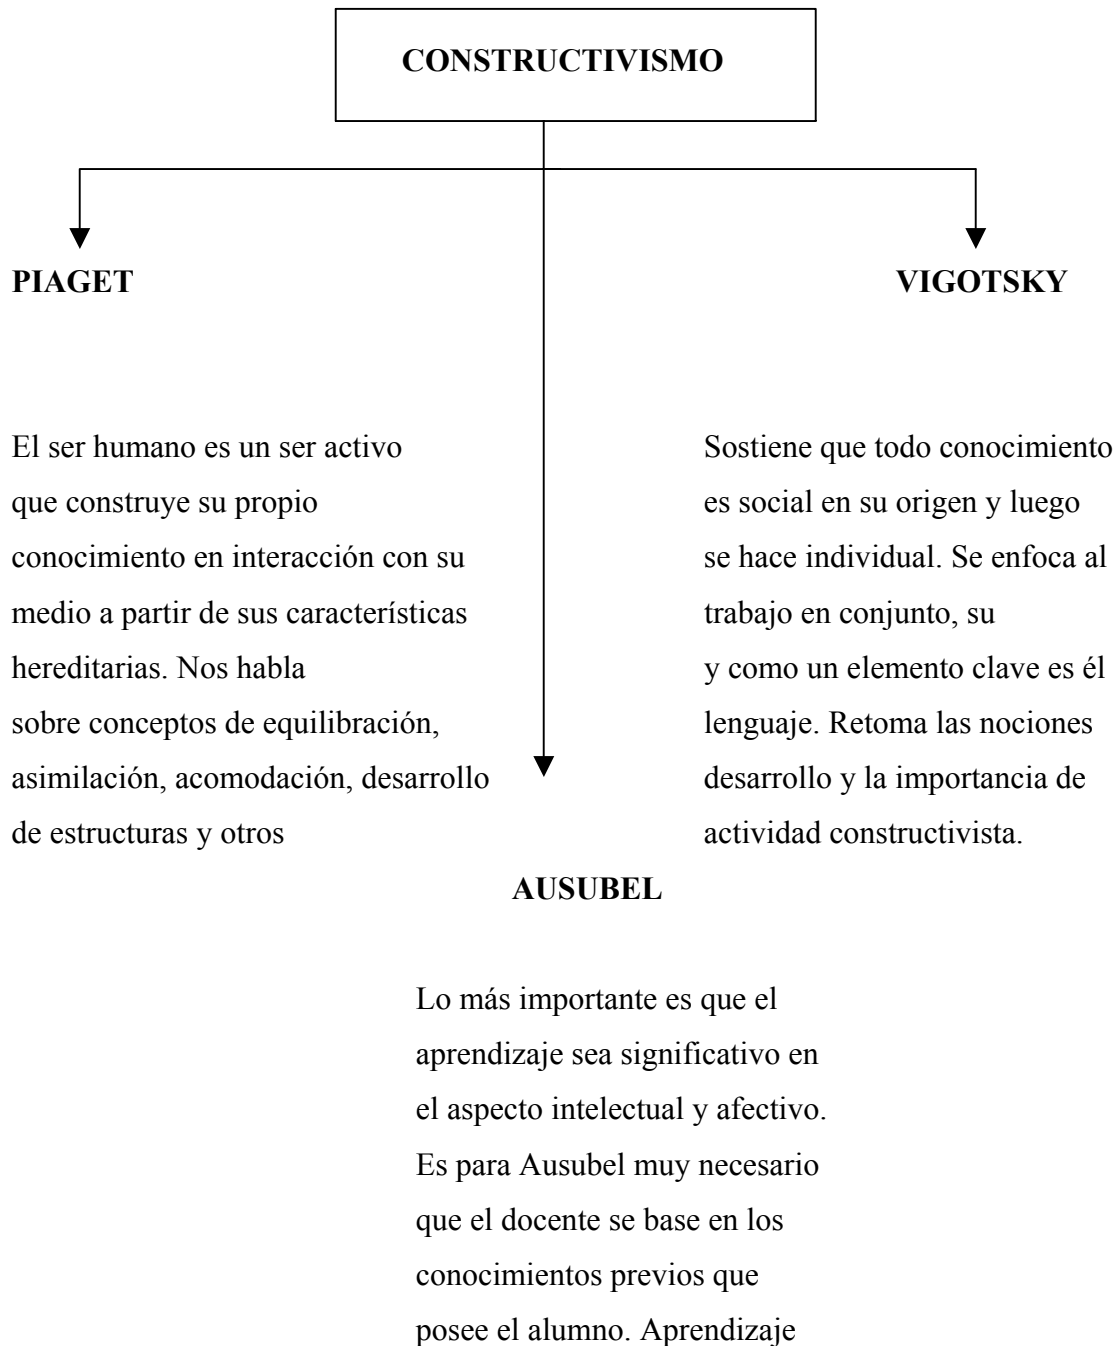 CONSTRUCTIVISMO
PIAGET
VIGOTSKY
El ser humano es un ser activo
que construye su propio
conocimiento en interacción con su
medio a partir de sus características
hereditarias. Nos habla
sobre conceptos de equilibración,
asimilación, acomodación, desarrollo
de estructuras y otros
Sostiene que todo conocimiento
es social en su origen y luego
se hace individual. Se enfoca al
trabajo en conjunto, su
y como un elemento clave es él
lenguaje. Retoma las nociones
desarrollo y la importancia de
actividad constructivista.
AUSUBEL
Lo más importante es que el
aprendizaje sea significativo en
el aspecto intelectual y afectivo.
Es para Ausubel muy necesario
que el docente se base en los
conocimientos previos que
posee el alumno. Aprendizaje